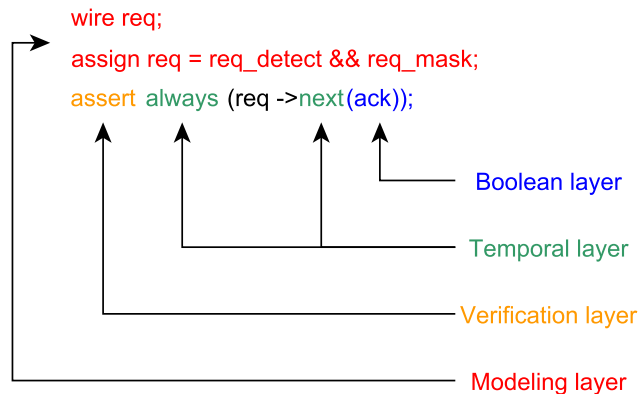 wire req;
assign req = req_detect && req_mask;
assert always (req ->next(ack));
Boolean layer
Temporal layer
Verification layer
Modeling layer